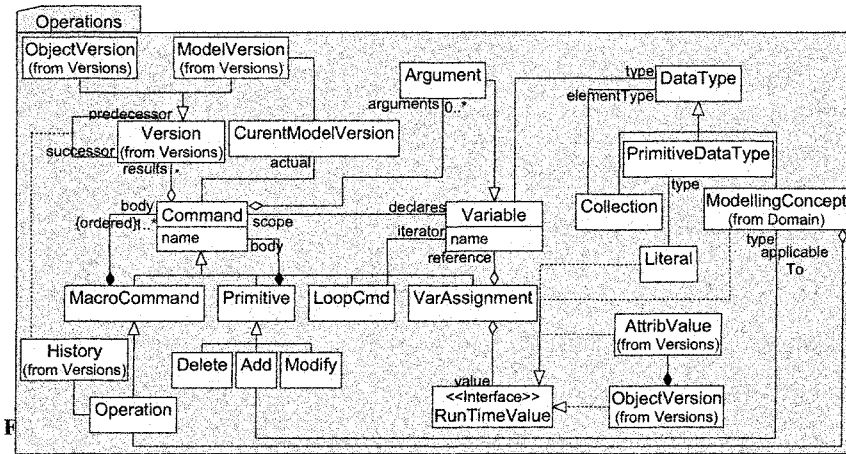 Operations
ObjectVersion
(from Versions)
ModelVersion
(from Versions)
Argument
arguments
0..*
type
elementType
DataType
predecessor
Version
(from Versions)
successor
results
*
CurentModelVersion
actual
PrimitiveDataType
type
body
{ordered}
1..*
Command
name
scope
body
declares
iterator
Variable
name
reference
Collection
ModellingConcept
(from Domain)
type
applicable
To
Literal
MacroCommand
Primitive
LoopCmd
VarAssignment
History
(from Versions)
Delete
Add
Modify
AttribValue
(from Versions)
Operation
value
<<Interface>>
RunTimeValue
ObjectVersion
(from Versions)